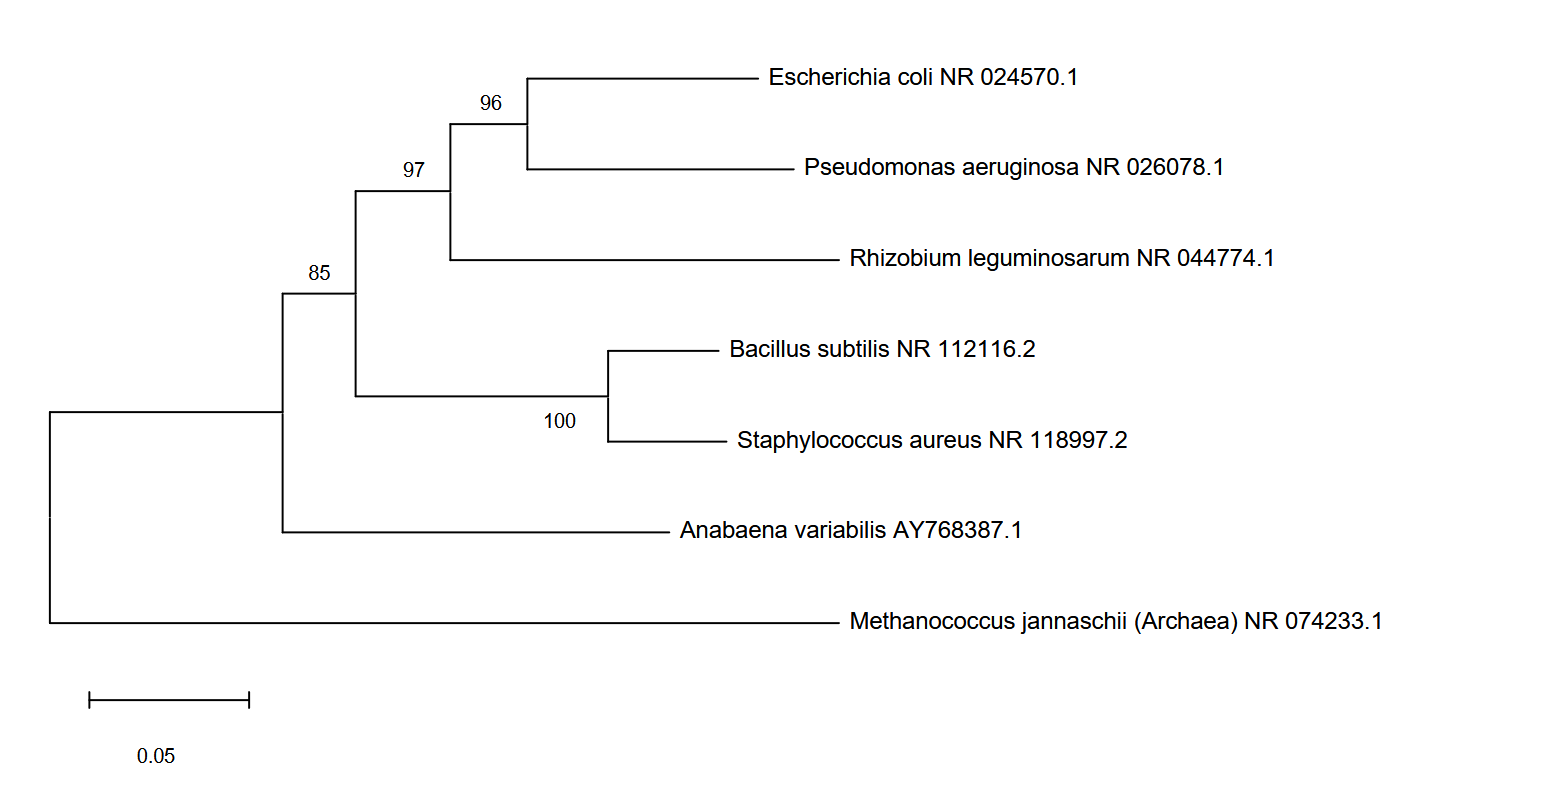 Escherichia coli NR 024570.1
96
Pseudomonas aeruginosa NR 026078.1
97
Rhizobium leguminosarum NR 044774.1
85
Bacillus subtilis NR 112116.2
100
Staphylococcus aureus NR 118997.2
Anabaena variabilis AY768387.1
Methanococcus jannaschii (Archaea) NR 074233.1
0.05